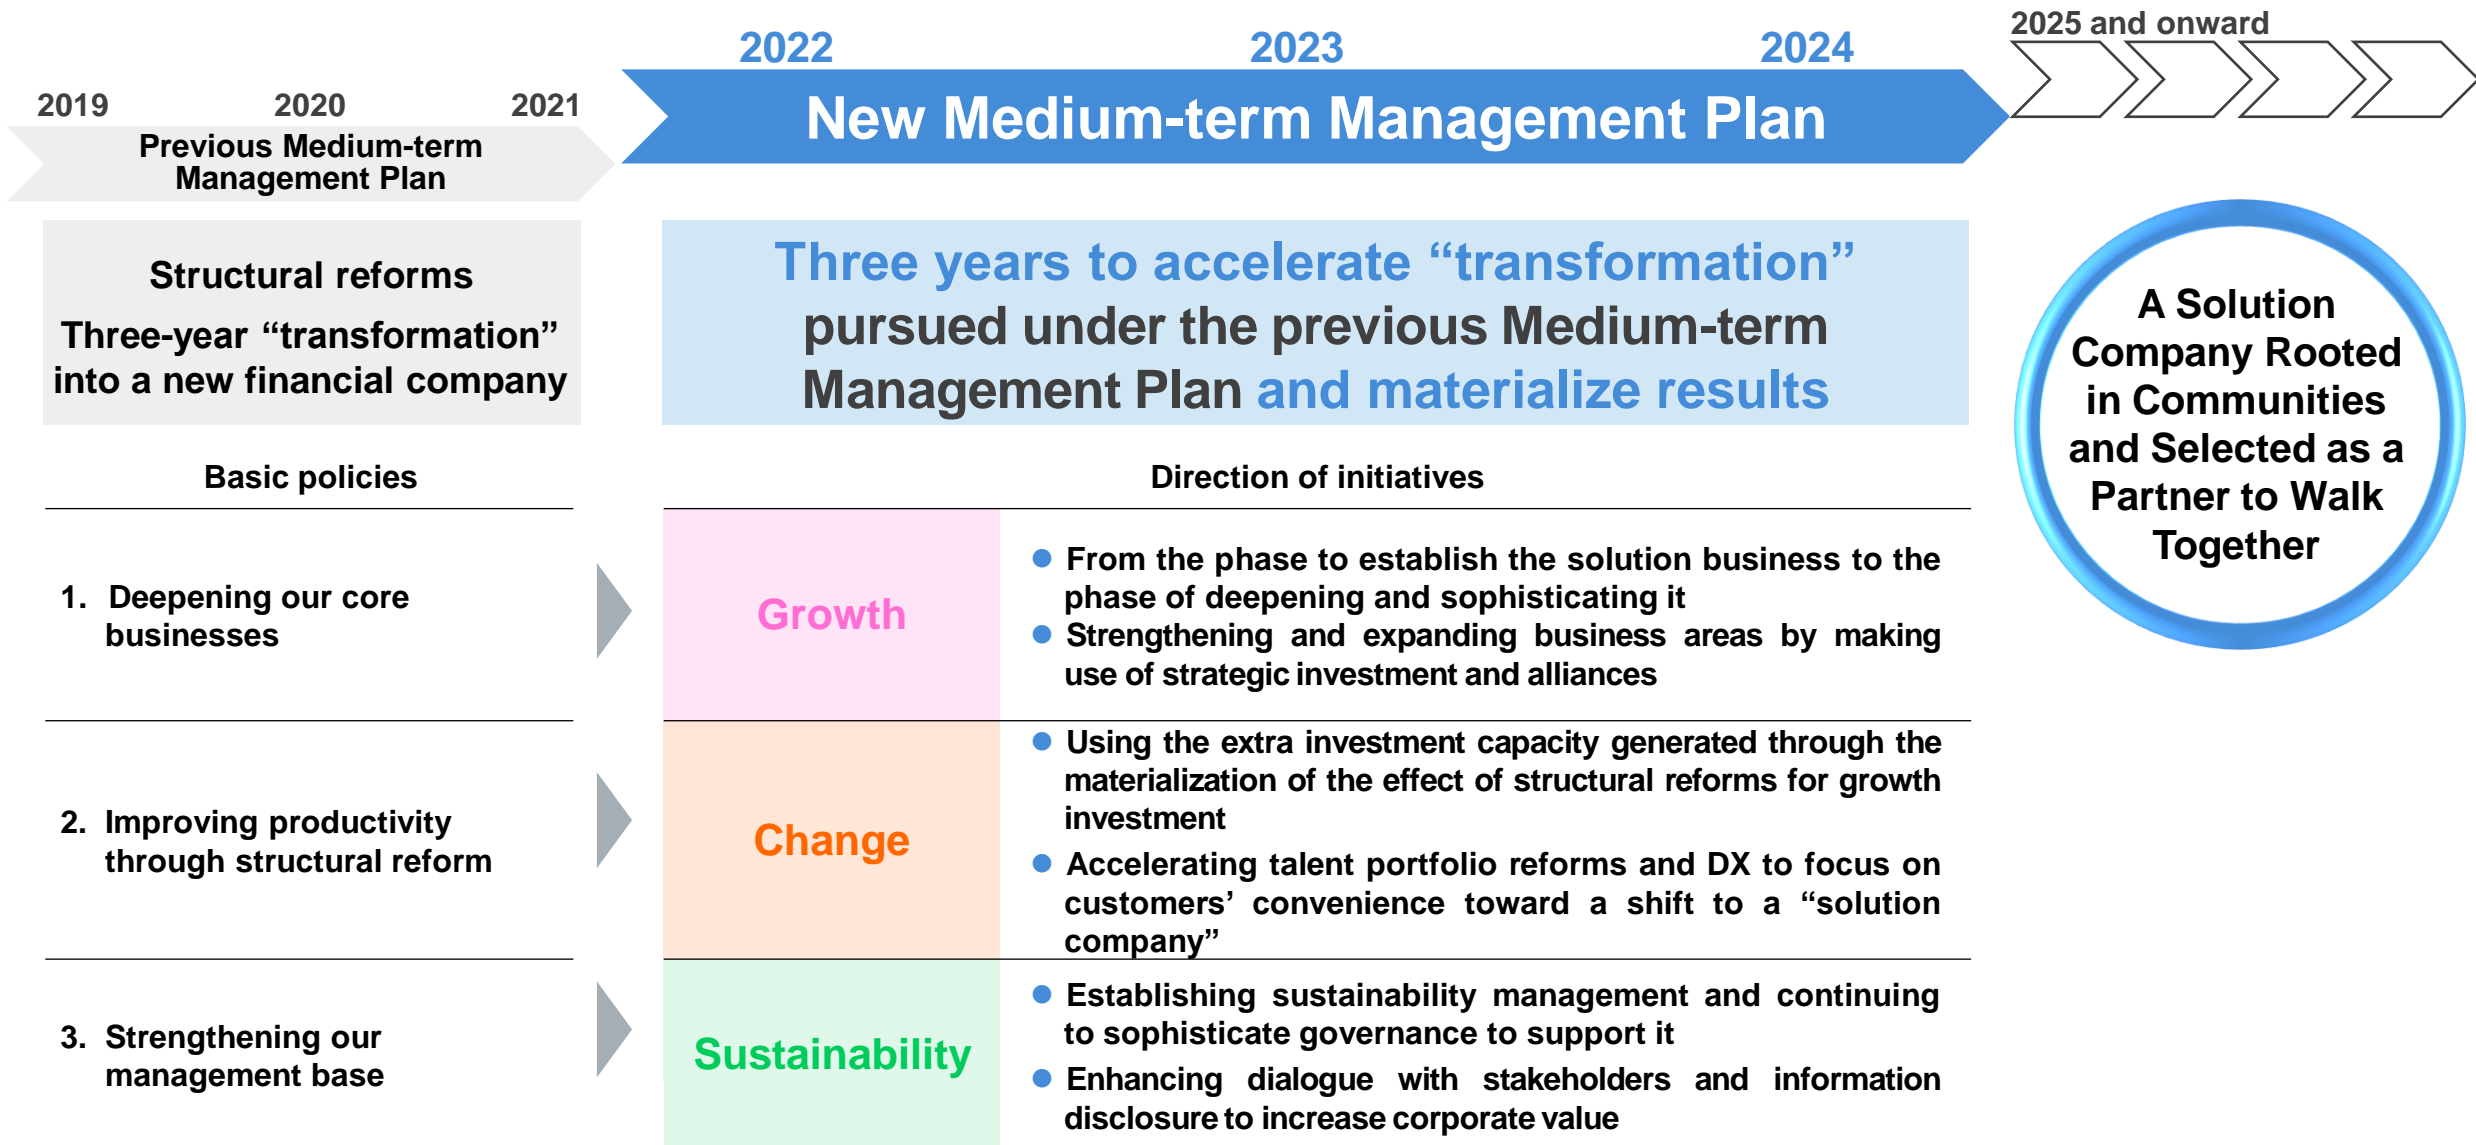 2019 2020 2021
Previous Medium-term
Management Plan
2022 2023 2024
New Medium-term Management Plan
2025 and onward
Structural reforms
Three-year “transformation”
into a new financial company
Three years to accelerate “transformation”
pursued under the previous Medium-term
Management Plan and materialize results
A Solution
Company Rooted
in Communities
and Selected as a
Partner to Walk
Together
Basic policies
1. Deepening our core
businesses
2. Improving productivity
through structural reform
3. Strengthening our
management base
Direction of initiatives
Growth
● From the phase to establish the solution business to the
phase of deepening and sophisticating it
● Strengthening and expanding business areas by making
use of strategic investment and alliances
Change
● Using the extra investment capacity generated through the
materialization of the effect of structural reforms for growth
investment
● Accelerating talent portfolio reforms and DX to focus on
customers’ convenience toward a shift to a “solution
company”
Sustainability
● Establishing sustainability management and continuing
to sophisticate governance to support it
● Enhancing dialogue with stakeholders and information
disclosure to increase corporate value